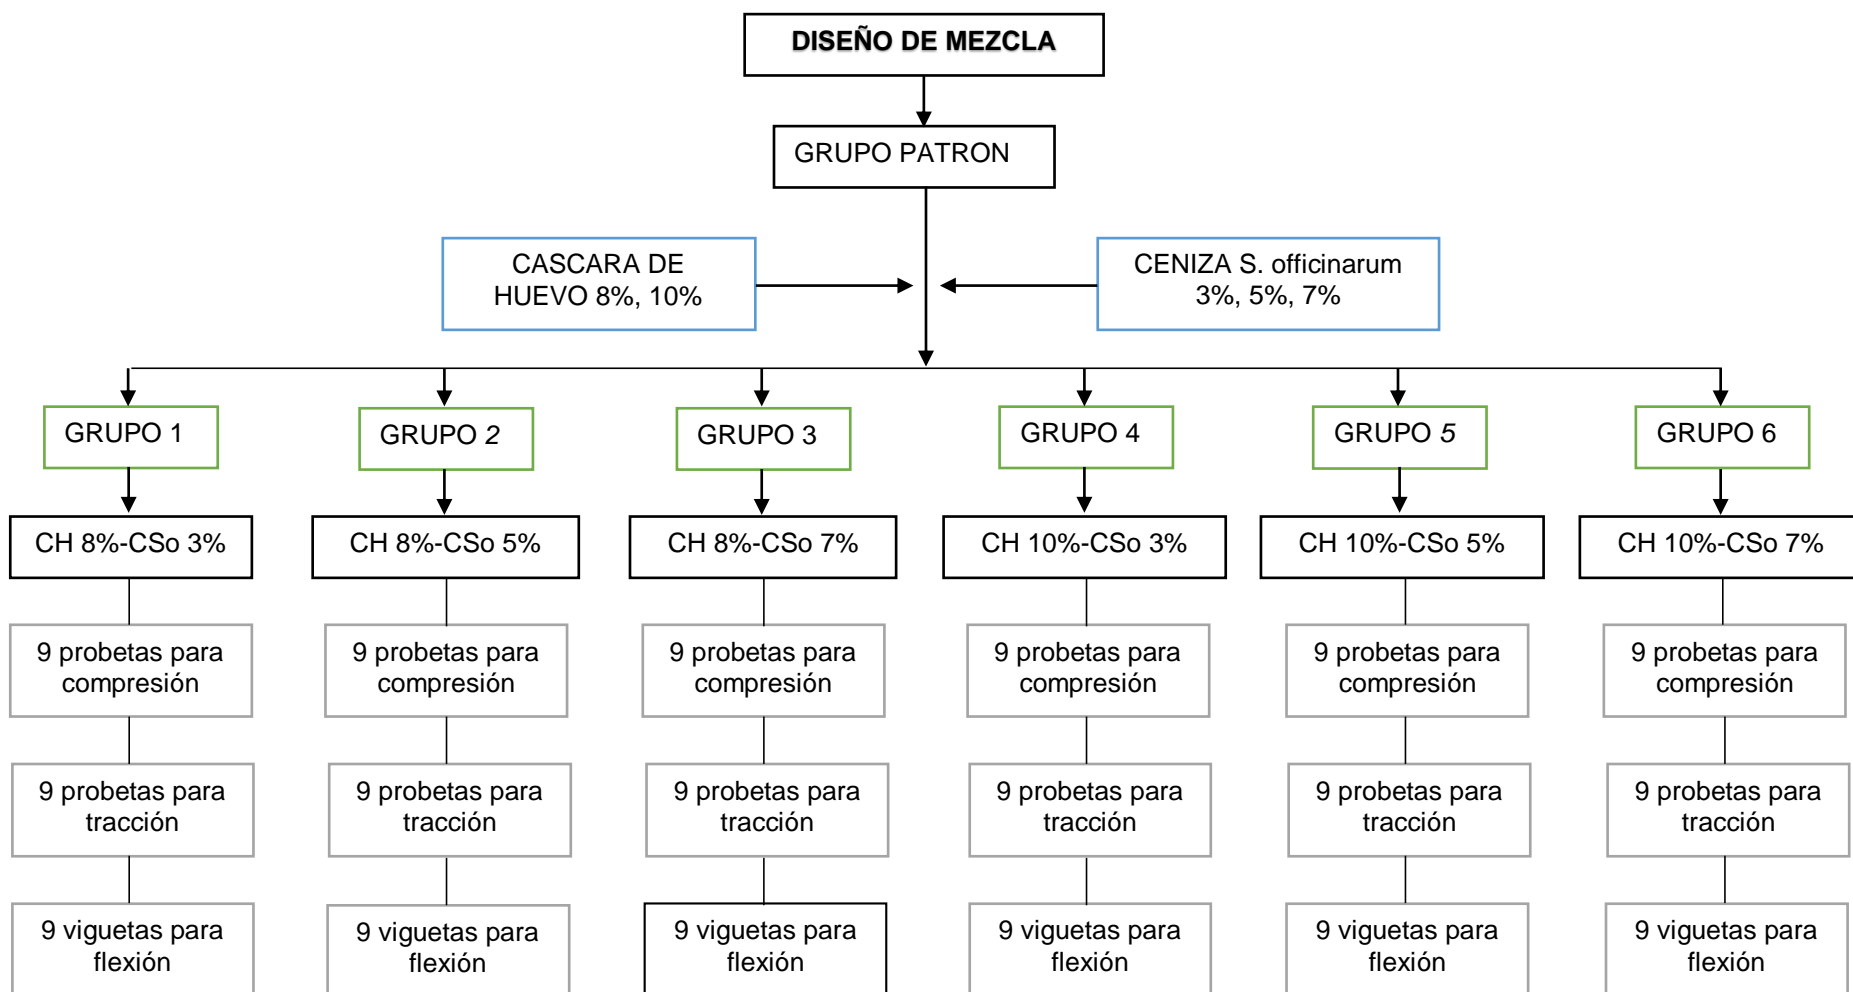 DISEÑO DE MEZCLA
GRUPO PATRON
CASCARA DE
HUEVO 8%, 10%
CENIZA S. officinarum
3%, 5%, 7%
GRUPO 1
GRUPO 2
GRUPO 3
GRUPO 4
GRUPO 5
GRUPO 6
CH 8%-CSo 3%
CH 8%-CSo 5%
CH 8%-CSo 7%
CH 10%-CSo 3%
CH 10%-CSo 5%
CH 10%-CSo 7%
9 probetas para
compresión
9 probetas para
compresión
9 probetas para
compresión
9 probetas para
compresión
9 probetas para
compresión
9 probetas para
compresión
9 probetas para
tracción
9 probetas para
tracción
9 probetas para
tracción
9 probetas para
tracción
9 probetas para
tracción
9 probetas para
tracción
9 viguetas para
flexión
9 viguetas para
flexión
9 viguetas para
flexión
9 viguetas para
flexión
9 viguetas para
flexión
9 viguetas para
flexión